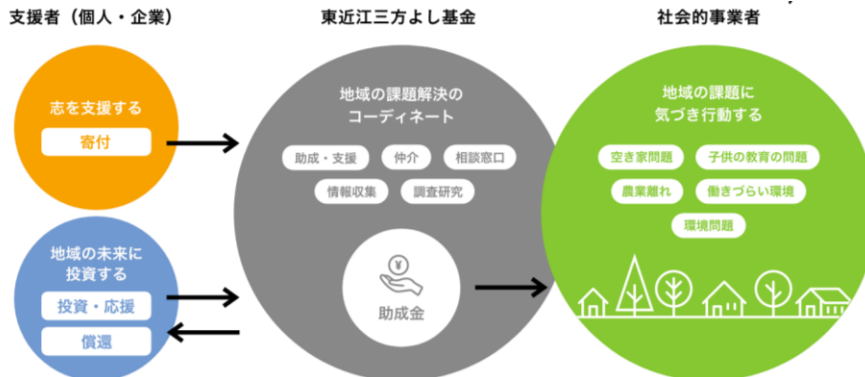 支援者（個人・企業）
東近江三方よし基金
社会的事業者
志を支援する
寄付
地域の未来に
投資する
投資・応援
償還
地域の課題解決の
コーディネート
助成・支援
仲介
相談窓口
情報収集
調査研究
¥
助成金
地域の課題に
気づき行動する
空き家問題
子供の教育の問題
農業離れ
働きづらい環境
環境問題